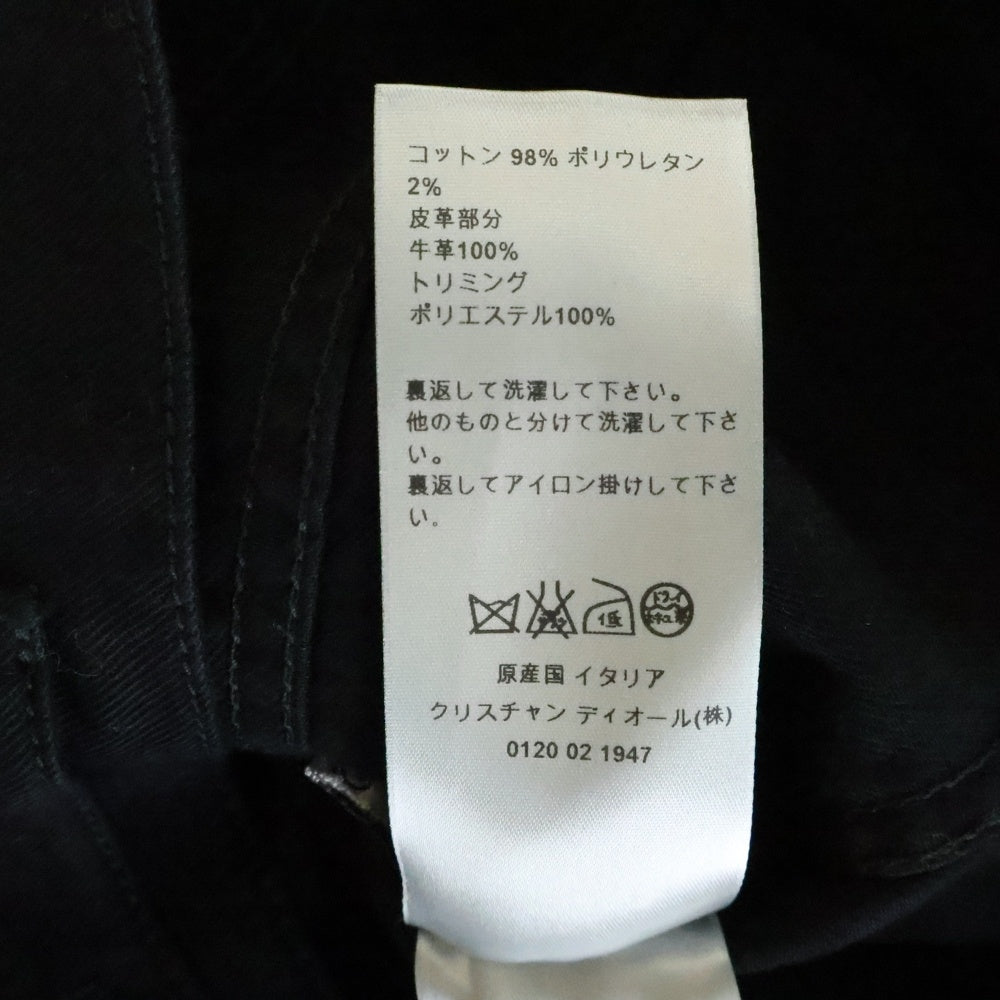 コットン 98% ポリウレタン
2%
皮革部分
牛革100%
トリミング
ポリエステル100%
裏返して洗濯して下さい。
他のものと分けて洗濯して下さ
い。
裏返してアイロン掛けして下さ
い。
低 ドライ
原産国 イタリア
クリスチャン ディオール(株)
0120 02 1947